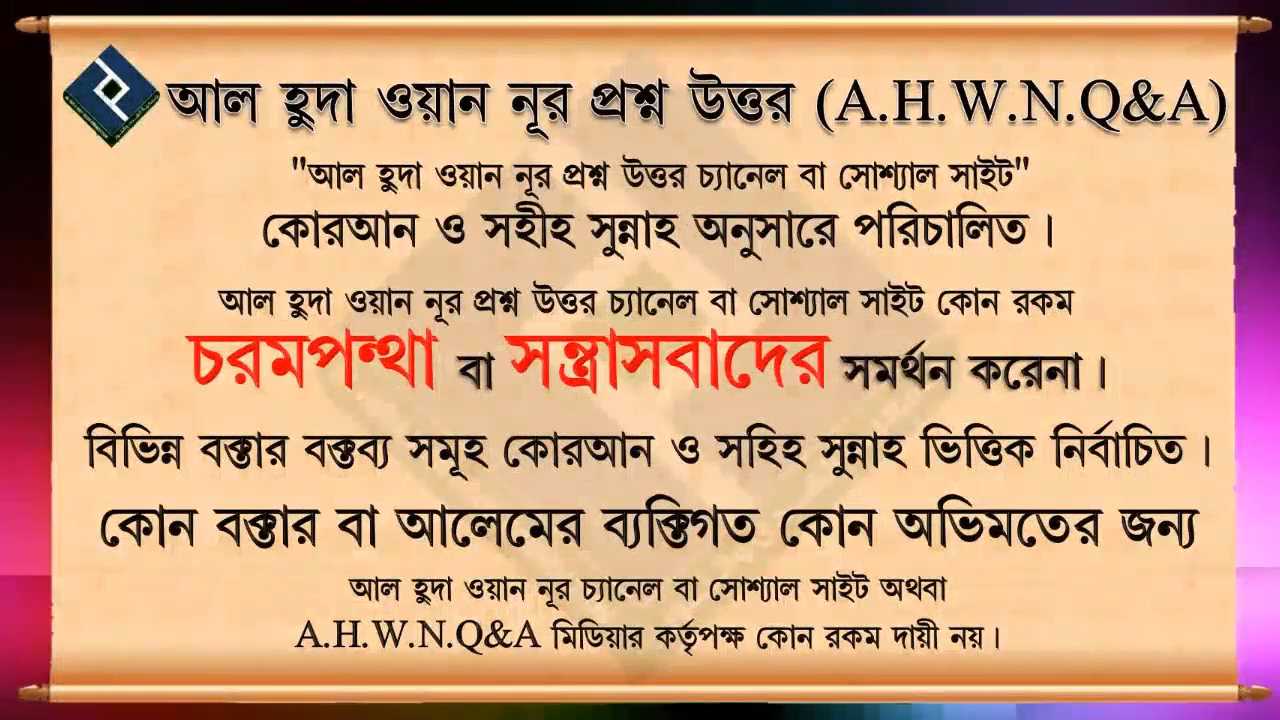 আল হুদা ওয়ান নূর প্রশ্ন উত্তর (A.H.W.N.Q&A)
"আল হুদা ওয়ান নূর প্রশ্ন উত্তর চ্যানেল বা সোশ্যাল সাইট"
কোরআন ও সহীহ সুন্নাহ অনুসারে পরিচালিত।
আল হুদা ওয়ান নূর প্রশ্ন উত্তর চ্যানেল বা সোশ্যাল সাইট কোন রকম
চরমপন্থা বা সন্ত্রাসবাদের সমর্থন করেনা।
বিভিন্ন বক্তার বক্তব্য সমূহ কোরআন ও সহিহ সুন্নাহ ভিত্তিক নির্বাচিত।
কোন বক্তার বা আলেমের ব্যক্তিগত কোন অভিমতের জন্য
আল হুদা ওয়ান নূর চ্যানেল বা সোশ্যাল সাইট অথবা
A.H.W.N.Q&A মিডিয়ার কর্তৃপক্ষ কোন রকম দায়ী নয়।